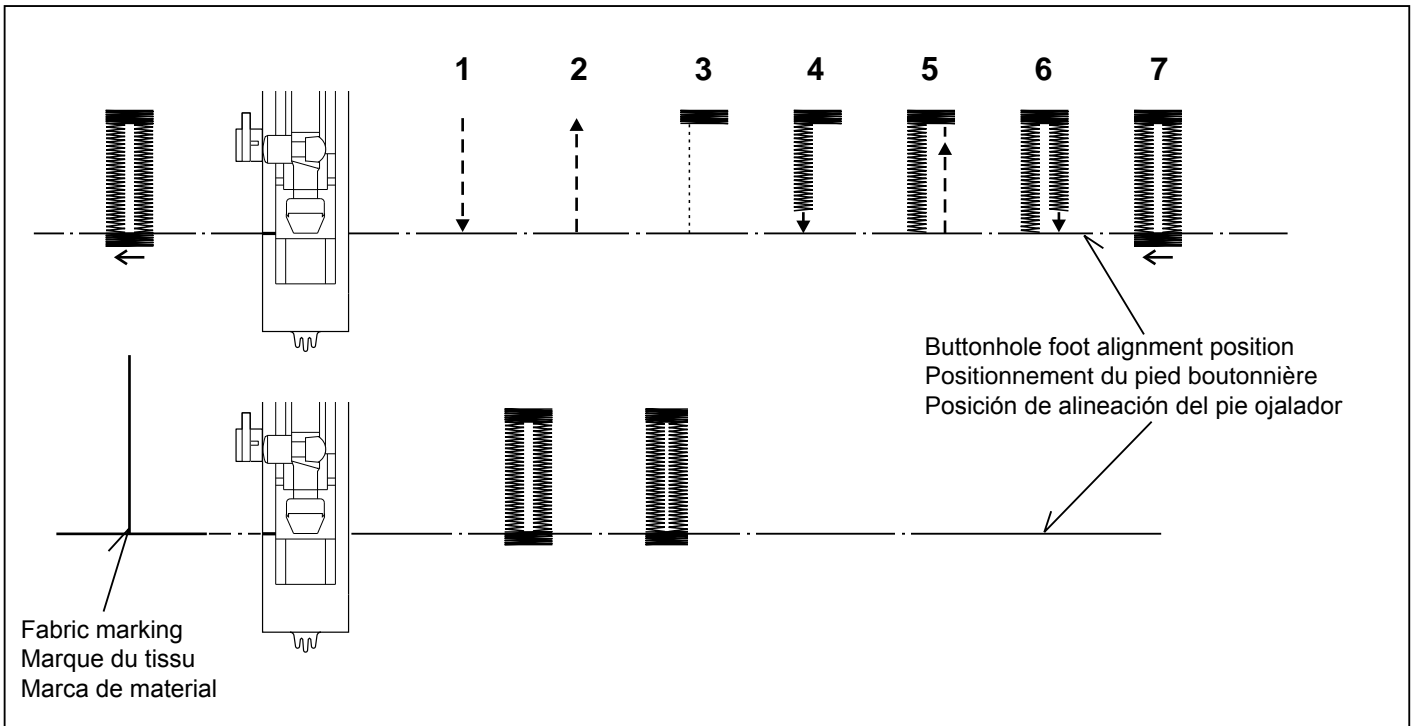 1 2 3 4 5 6 7
Buttonhole foot alignment position
Positionnement du pied boutonnière
Posición de alineación del pie ojalador
Fabric marking
Marque du tissu
Marca de material